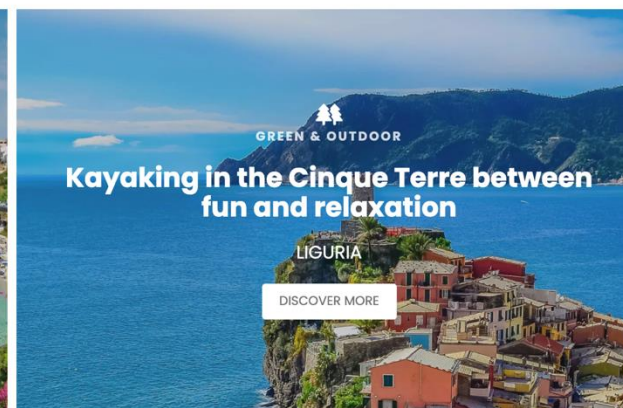 GREEN & OUTDOOR
Kayaking in the Cinque Terre between
fun and relaxation
LIGURIA
DISCOVER MORE